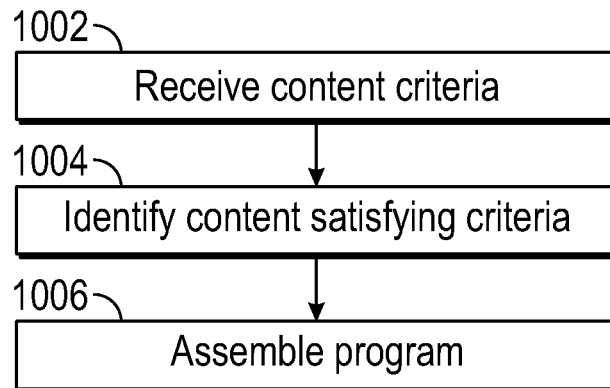 1002
Receive content criteria
1004
Identify content satisfying criteria
1006
Assemble program